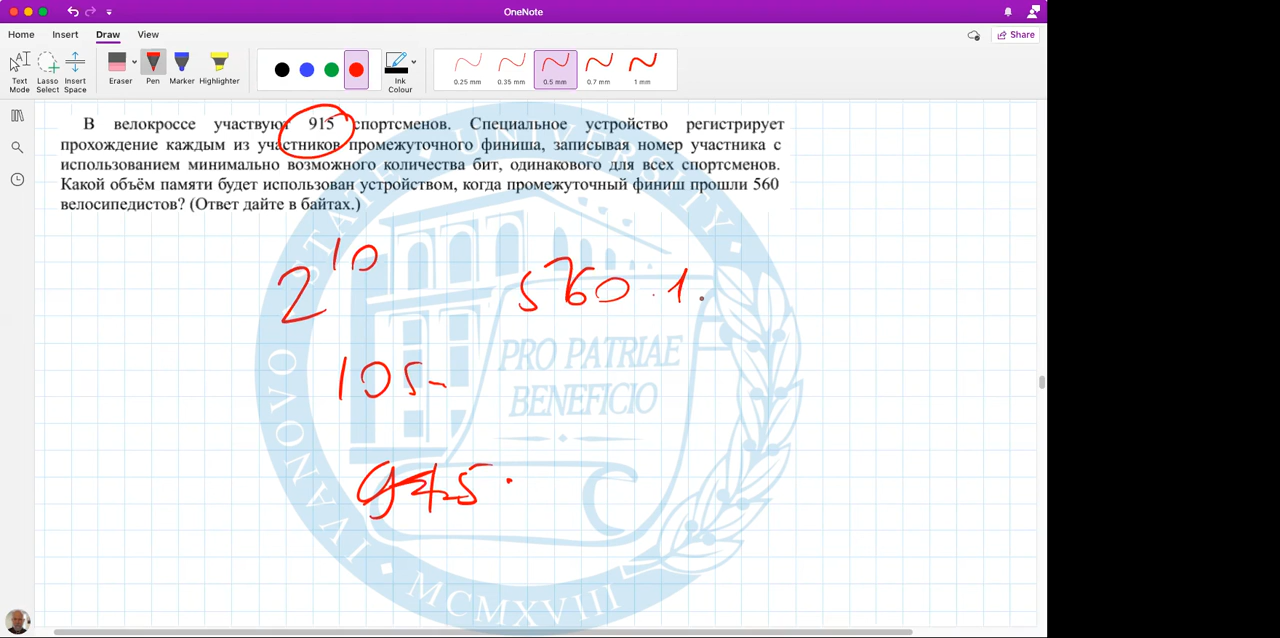 OneNote
Home Insert Draw View
Share
Text Mode
Lasso Select
Insert Space
Eraser
Pen
Marker
Highlighter
Ink Colour
0.25 mm
0.35 mm
0.5 mm
0.7 mm
1 mm
В велокроссе участвуют 915 спортсменов. Специальное устройство регистрирует
прохождение каждым из участников промежуточного финиша, записывая номер участника с
использованием минимально возможного количества бит, одинакового для всех спортсменов.
Какой объём памяти будет использован устройством, когда промежуточный финиш прошли 560
велосипедистов? (Ответ дайте в байтах.)
2^10
560 · 1
PRO PATRIAE
BENEFICIO
IVANOVO STATE UNIVERSITY
MCMXVIII